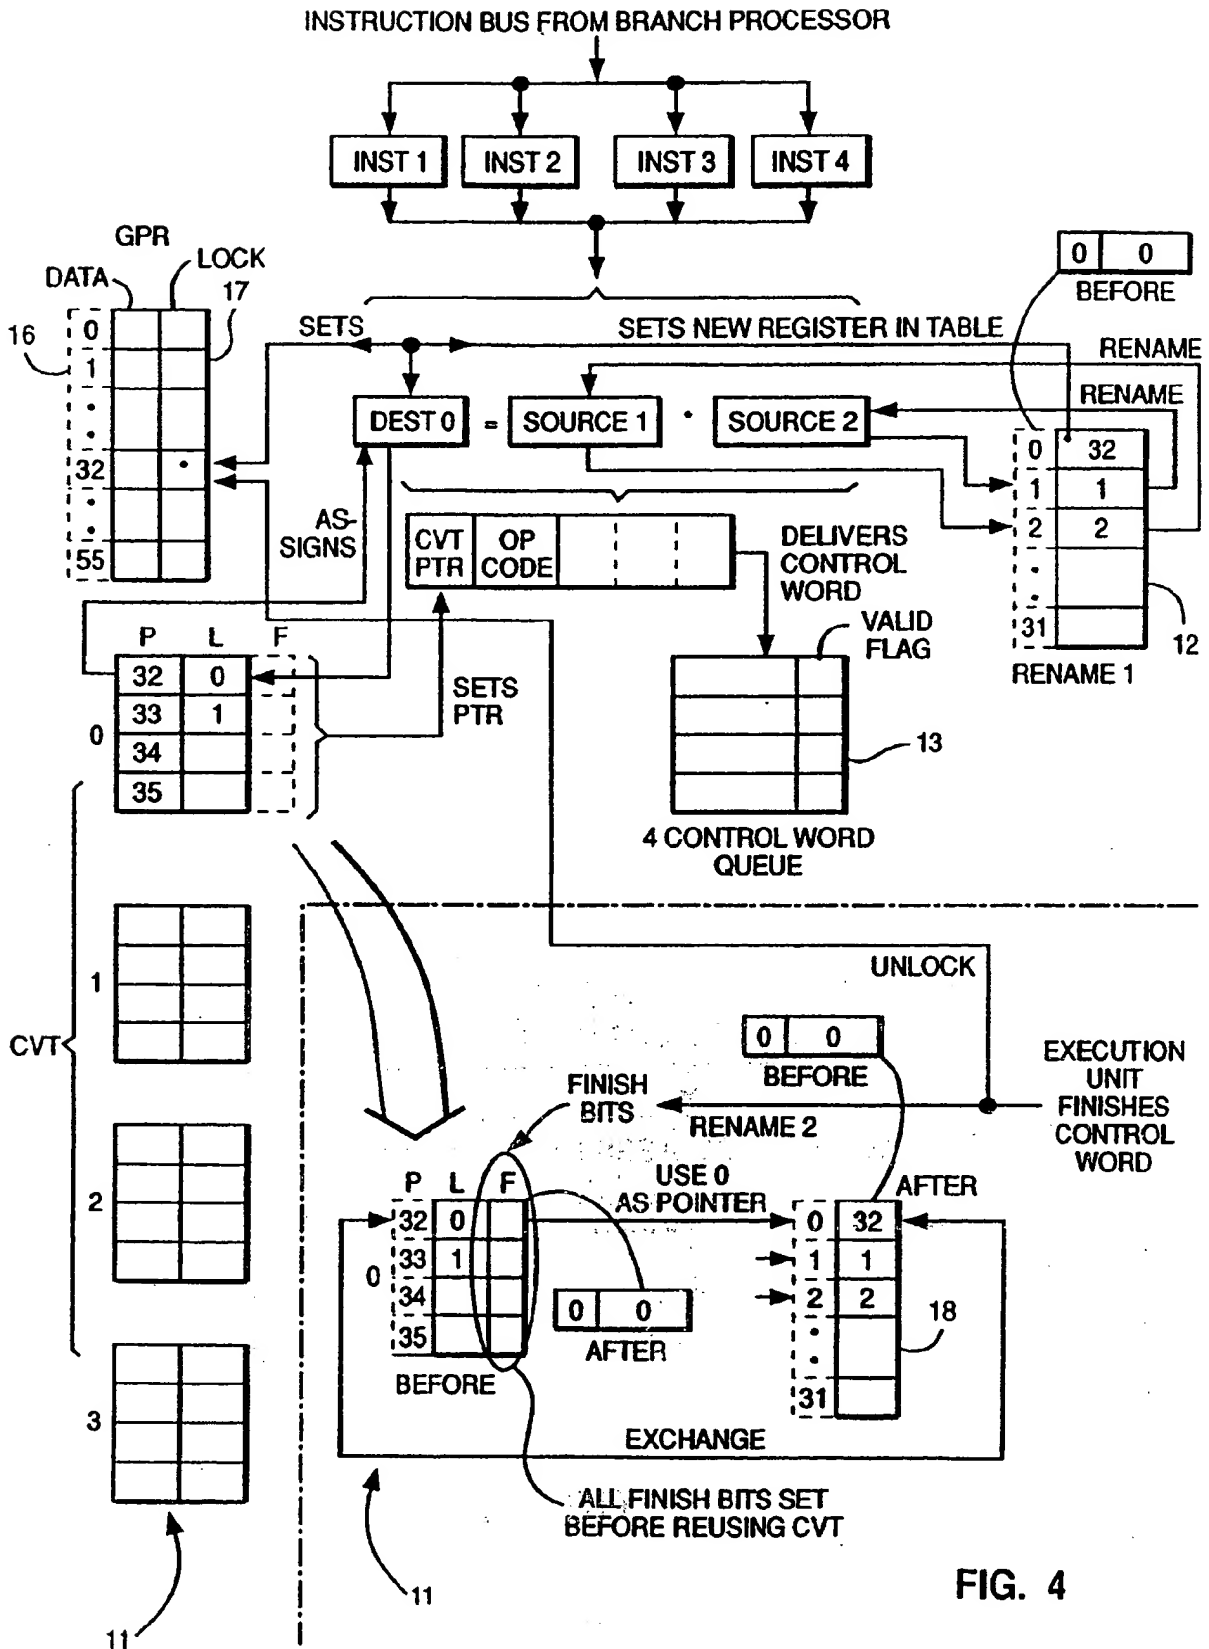 INSTRUCTION BUS FROM BRANCH PROCESSOR
INST 1 INST 2 INST 3 INST 4
GPR
DATA LOCK
17
16
0
1
32
55
0 0
BEFORE
SETS
SETS NEW REGISTER IN TABLE
RENAME
RENAME
DEST 0 = SOURCE 1 · SOURCE 2
0 32
1 1
2 2
31
RENAME 1
12
AS-
SIGNS
CVT
PTR
OP
CODE
DELIVERS
CONTROL
WORD
VALID
FLAG
P L F
32 0
33 1
34
35
0
SETS
PTR
13
4 CONTROL WORD
QUEUE
CVT
1
2
3
11
UNLOCK
0 0
BEFORE
EXECUTION
UNIT
FINISHES
CONTROL
WORD
FINISH
BITS
RENAME 2
P L F
32 0
33 1
34
35
0
BEFORE
USE 0
AS POINTER
0 0
AFTER
AFTER
0 32
1 1
2 2
31
18
EXCHANGE
ALL FINISH BITS SET
BEFORE REUSING CVT
11
FIG. 4